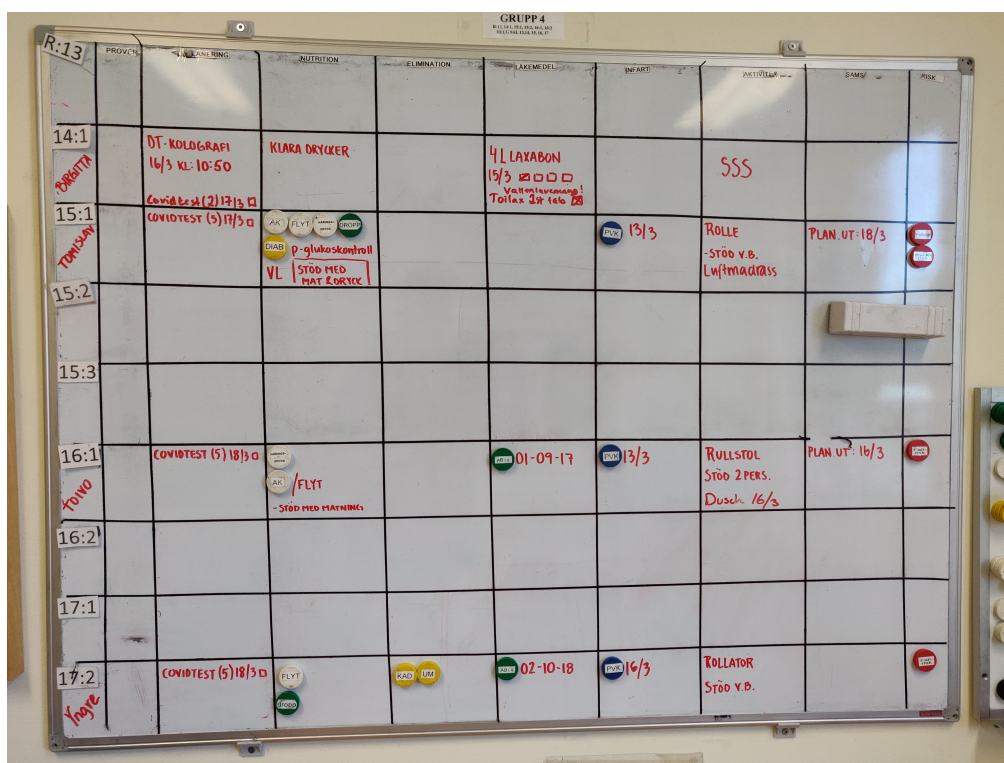 GRUPP 4
R:13
PROVER
PLANERING
NUTRITION
ELIMINATION
LÄKEMEDEL
INFART
AKTIVITET
SAMS
RISK
14:1
BIRGITTA
DT-KOLOGRAFI
16/3 KL:10:50
Covidtest(2)17/3
KLARA DRYCKER
4L LAXABON
15/3
Vattenlavemang!
Toilax 2st tab
SSS
15:1
TOMISLAV
COVIDTEST(5)17/3
AK FLYT DROPP
DIAB p-glukoskontroll
VL STÖD MED
MAT & DRYCK
PVK 13/3
ROLLE
-STÖD V.B.
Luftmadrass
PLAN.UT:18/3
15:2
15:3
16:1
TOIVO
COVIDTEST(5)18/3
AK /FLYT
-STÖD MED MATNING
01-09-17
PVK 13/3
RULLSTOL
STÖD 2 PERS.
Dusch 16/3
PLAN UT: 16/3
16:2
17:1
17:2
Yngve
COVIDTEST(5)18/3
FLYT
dropp
KAD UM
02-10-18
PVK 16/3
ROLLATOR
STÖD V.B.